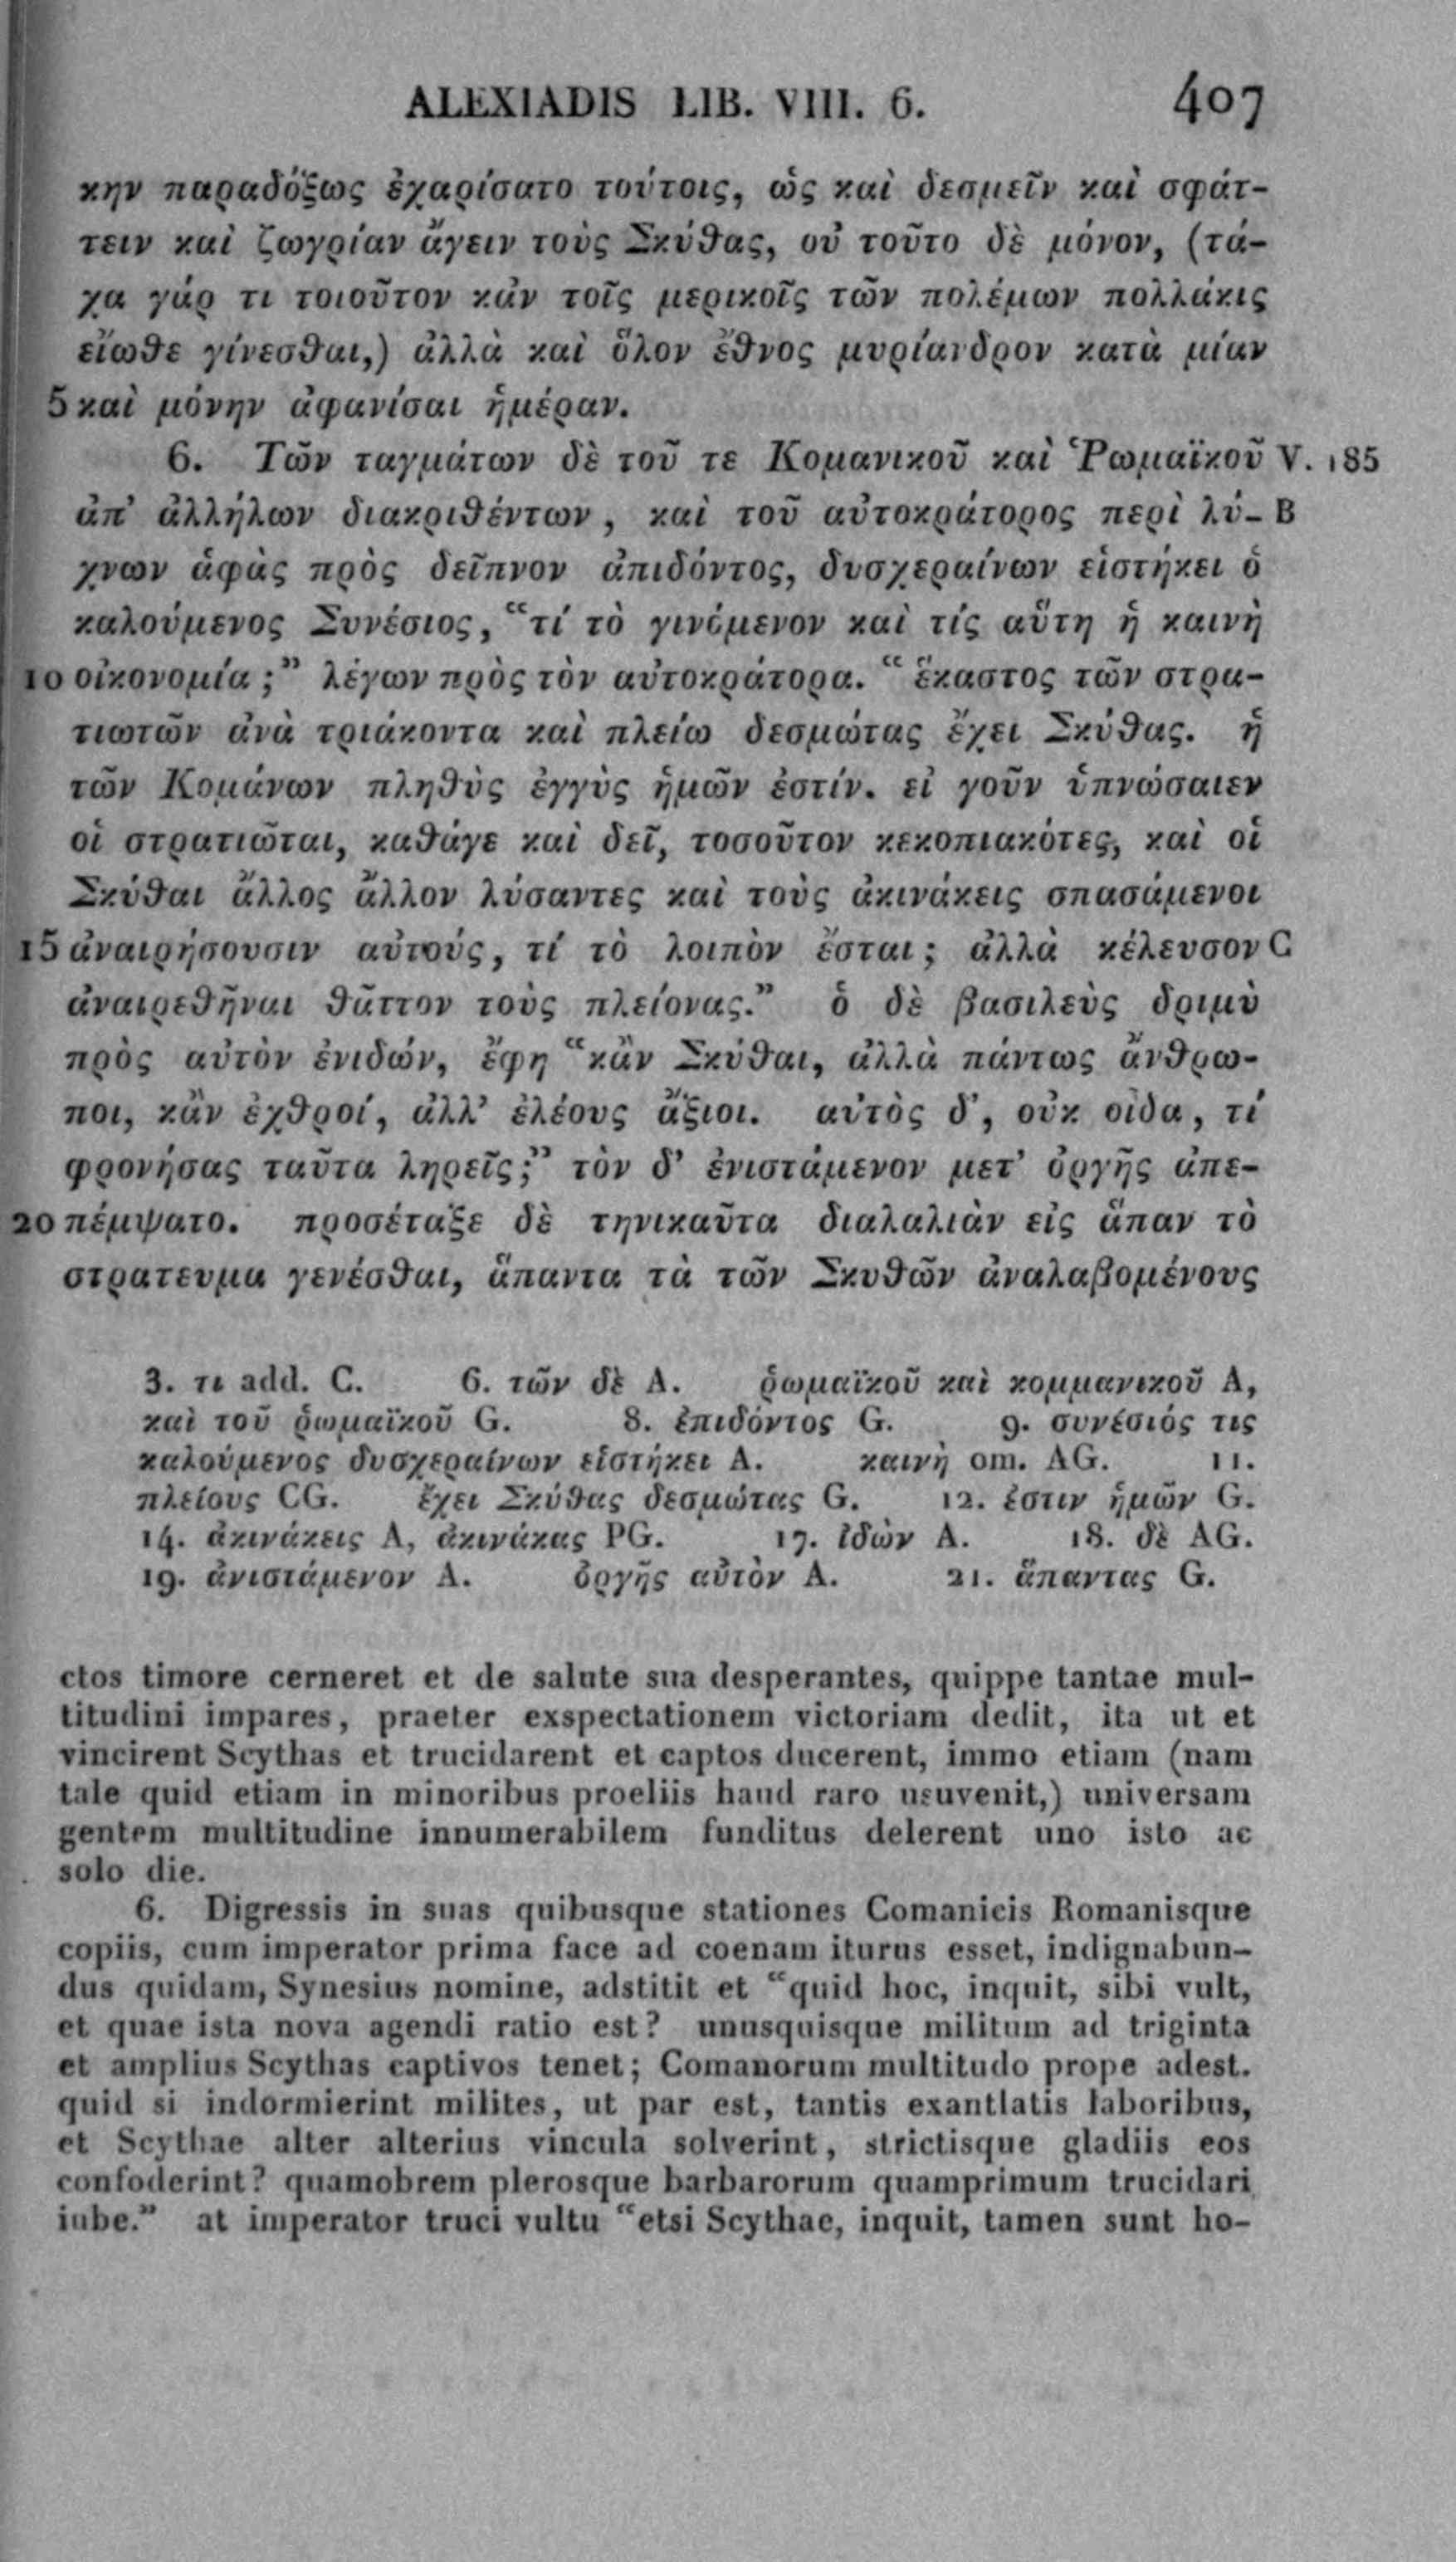 ALEXIADIS LIB. VIII. 6. 407
κην παραδόξως ἐχαρίσατο τούτοις, ὡς καὶ δεσμεῖν καὶ σφάτ-
τειν καὶ ζωγρίαν ἄγειν τοὺς Σκύθας, οὐ τοῦτο δὲ μόνον, (τά-
χα γάρ τι τοιοῦτον κἀν τοῖς μερικοῖς τῶν πολέμων πολλάκις
εἴωθε γίνεσθαι,) ἀλλὰ καὶ ὅλον ἔθνος μυρίανδρον κατὰ μίαν
5 καὶ μόνην ἀφανίσαι ἡμέραν.
6. Τῶν ταγμάτων δὲ τοῦ τε Κομανικοῦ καὶ Ῥωμαϊκοῦ V. 185
ἀπ' ἀλλήλων διακριθέντων, καὶ τοῦ αὐτοκράτορος περὶ λύ- B
χνων ἁφὰς πρὸς δεῖπνον ἀπιδόντος, δυσχεραίνων εἱστήκει ὁ
καλούμενος Συνέσιος, “τί τὸ γινόμενον καὶ τίς αὕτη ἡ καινὴ
10 οἰκονομία;” λέγων πρὸς τὸν αὐτοκράτορα. “ἕκαστος τῶν στρα-
τιωτῶν ἀνὰ τριάκοντα καὶ πλείω δεσμώτας ἔχει Σκύθας. ἡ
τῶν Κομάνων πληθὺς ἐγγὺς ἡμῶν ἐστίν. εἰ γοῦν ὑπνώσαιεν
οἱ στρατιῶται, καθάγε καὶ δεῖ, τοσοῦτον κεκοπιακότες, καὶ οἱ
Σκύθαι ἄλλος ἄλλον λύσαντες καὶ τοὺς ἀκινάκεις σπασάμενοι
15 ἀναιρήσουσιν αὐτούς, τί τὸ λοιπὸν ἔσται; ἀλλὰ κέλευσον C
ἀναιρεθῆναι θᾶττον τοὺς πλείονας.” ὁ δὲ βασιλεὺς δριμὺ
πρὸς αὐτὸν ἐνιδών, ἔφη “κἂν Σκύθαι, ἀλλὰ πάντως ἄνθρω-
ποι, κἂν ἐχθροί, ἀλλ' ἐλέους ἄξιοι. αὐτὸς δ', οὐκ οἶδα, τί
φρονήσας ταῦτα ληρεῖς;” τὸν δ' ἐνιστάμενον μετ' ὀργῆς ἀπε-
20 πέμψατο. προσέταξε δὲ τηνικαῦτα διαλαλιὰν εἰς ἅπαν τὸ
στρατευμα γενέσθαι, ἅπαντα τὰ τῶν Σκυθῶν ἀναλαβομένους
3. τι add. C. 6. τῶν δὲ A. ῥωμαϊκοῦ καὶ κομμανικοῦ A,
καὶ τοῦ ῥωμαϊκοῦ G. 8. ἐπιδόντος G. 9. συνέσιός τις
καλούμενος δυσχεραίνων εἱστήκει A. καινὴ om. AG. 11.
πλείους CG. ἔχει Σκύθας δεσμώτας G. 12. ἐστιν ἡμῶν G.
14. ἀκινάκεις A, ἀκινάκας PG. 17. ἰδών A. 18. δὲ AG.
19. ἀνιστάμενον A. ὀργῆς αὐτὸν A. 21. ἅπαντας G.
ctos timore cerneret et de salute sua desperantes, quippe tantae mul-
titudini impares, praeter exspectationem victoriam dedit, ita ut et
vincirent Scythas et trucidarent et captos ducerent, immo etiam (nam
tale quid etiam in minoribus proeliis haud raro usuvenit,) universam
gentem multitudine innumerabilem funditus delerent uno isto ac
solo die.
6. Digressis in suas quibusque stationes Comanicis Romanisque
copiis, cum imperator prima face ad coenam iturus esset, indignabun-
dus quidam, Synesius nomine, adstitit et “quid hoc, inquit, sibi vult,
et quae ista nova agendi ratio est? unusquisque militum ad triginta
et amplius Scythas captivos tenet; Comanorum multitudo prope adest.
quid si indormierint milites, ut par est, tantis exantlatis laboribus,
et Scythae alter alterius vincula solverint, strictisque gladiis eos
confoderint? quamobrem plerosque barbarorum quamprimum trucidari
iube.” at imperator truci vultu “etsi Scythae, inquit, tamen sunt ho-